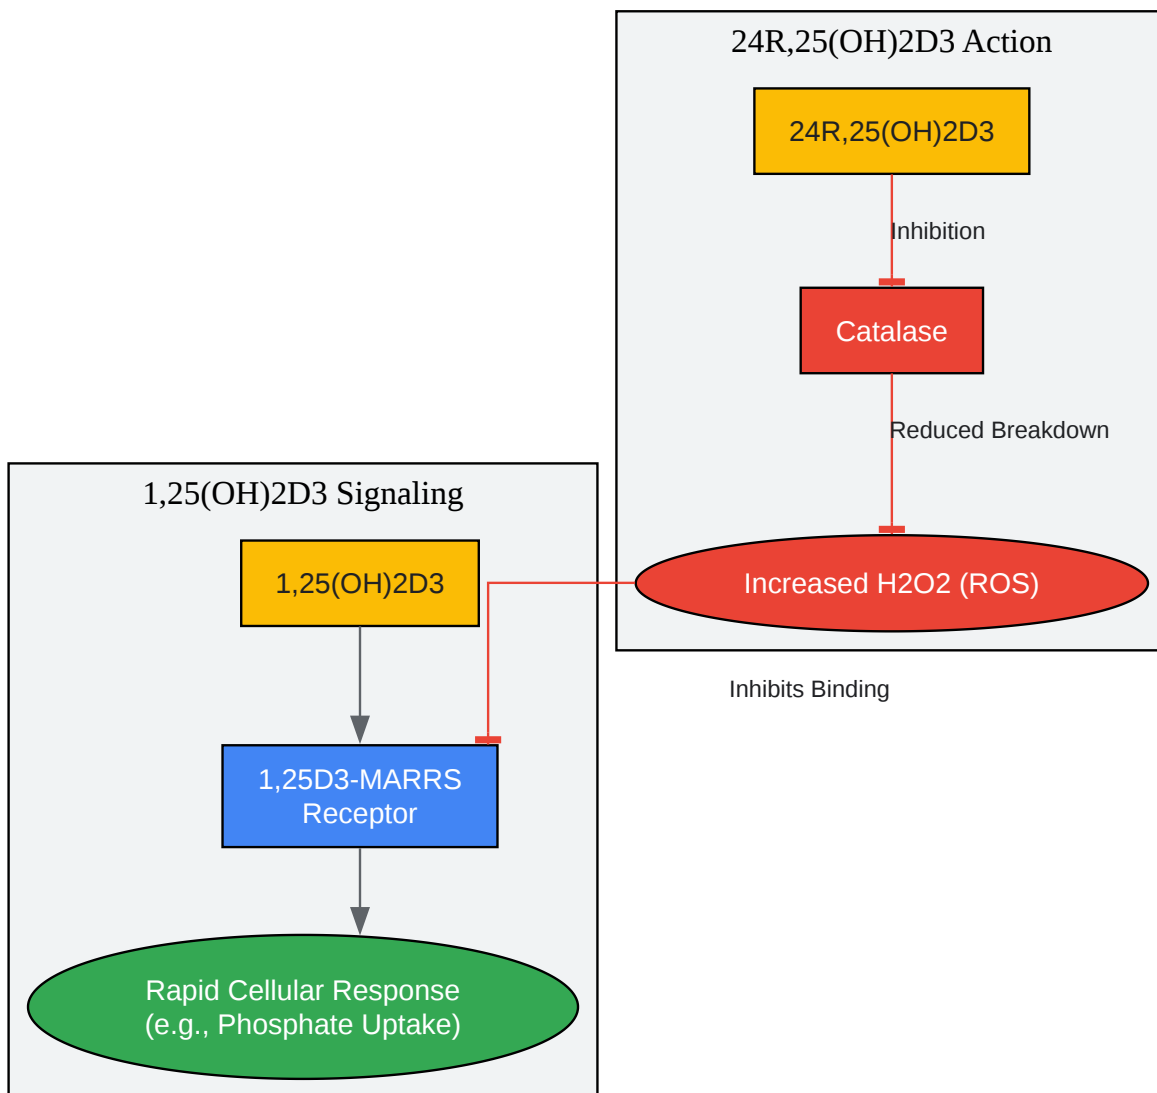 24R,25(OH)2D3 Action
24R,25(OH)2D3
Inhibition
Catalase
Reduced Breakdown
Increased H2O2 (ROS)
Inhibits Binding
1,25(OH)2D3 Signaling
1,25(OH)2D3
1,25D3-MARRS
Receptor
Rapid Cellular Response
(e.g., Phosphate Uptake)